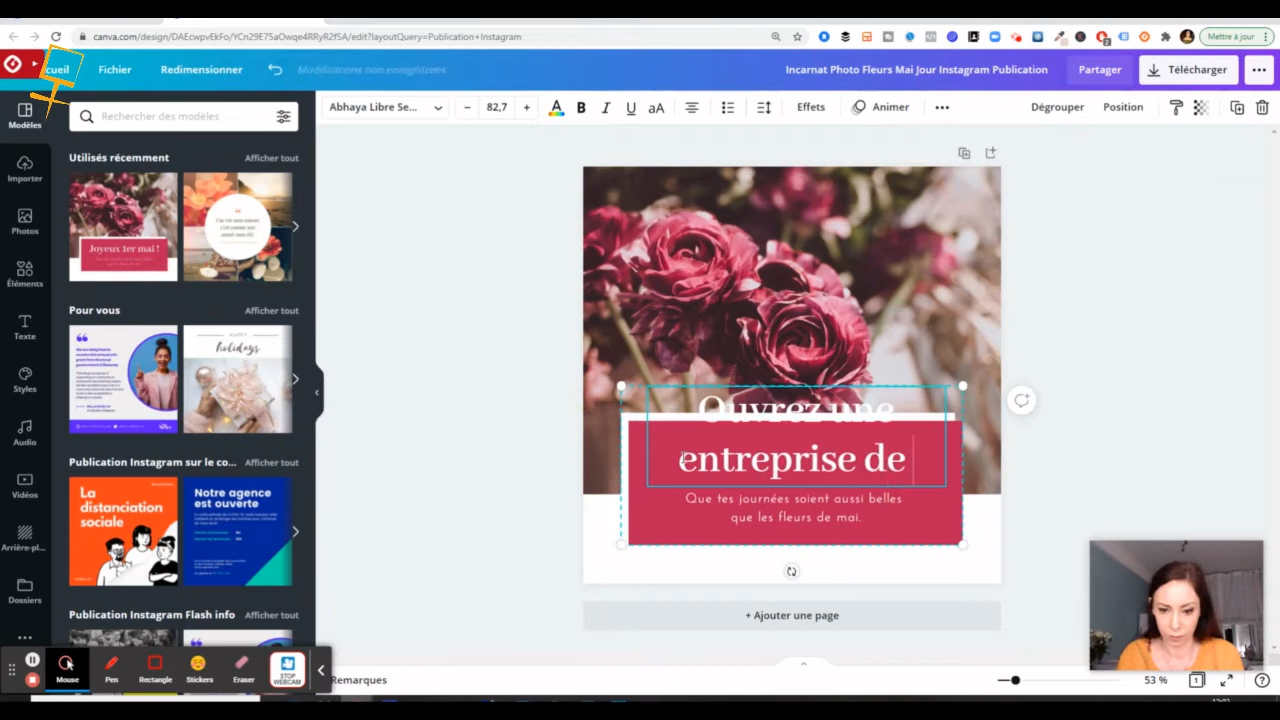 canva.com/design/DAEcwpvEkFo/YCn29E75aOwqe4RRyR2fSA/edit?layoutQuery=Publication+Instagram
Mettre à jour
cueil
Fichier
Redimensionner
Modifications non enregistrées
Incarnat Photo Fleurs Mai Jour Instagram Publication
Partager
Télécharger
Modèles
Importer
Photos
Éléments
Texte
Styles
Audio
Vidéos
Arrière-pl...
Dossiers
Rechercher des modèles
Abhaya Libre Se...
82,7
A
B
I
U
aA
Effets
Animer
Dégrouper
Position
Utilisés récemment
Afficher tout
Joyeux 1er mai !
Pour vous
Afficher tout
HAPPY
holidays
Publication Instagram sur le co...
Afficher tout
La
distanciation
sociale
Notre agence
est ouverte
Publication Instagram Flash info
Afficher tout
Ouvrez une
entreprise de
Que tes journées soient aussi belles
que les fleurs de mai.
+ Ajouter une page
Mouse
Pen
Rectangle
Stickers
Eraser
STOP
WEBCAM
Remarques
53 %
1